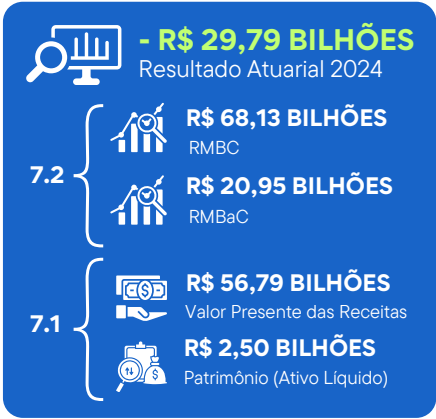 - R$ 29,79 BILHÕES
Resultado Atuarial 2024
7.2
R$ 68,13 BILHÕES
RMBC
R$ 20,95 BILHÕES
RMBaC
7.1
R$ 56,79 BILHÕES
Valor Presente das Receitas
R$ 2,50 BILHÕES
Patrimônio (Ativo Líquido)